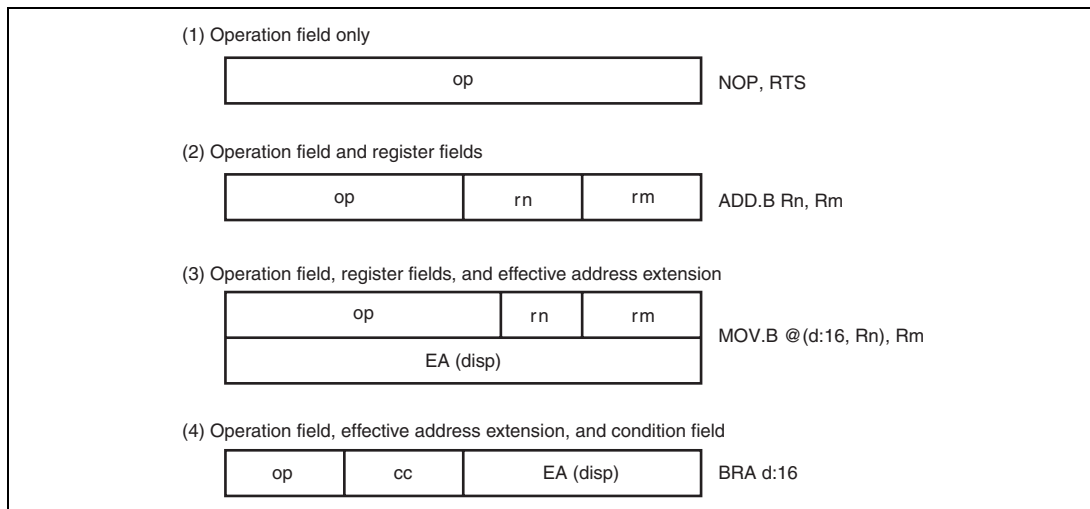 (1) Operation field only
op
NOP, RTS
(2) Operation field and register fields
op rn rm
ADD.B Rn, Rm
(3) Operation field, register fields, and effective address extension
op rn rm
EA (disp)
MOV.B @(d:16, Rn), Rm
(4) Operation field, effective address extension, and condition field
op cc EA (disp)
BRA d:16